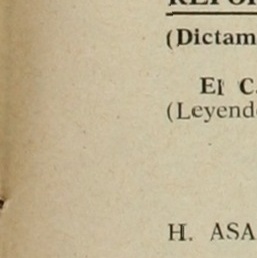 (Dictam
El C.
(Leyend
H. ASA